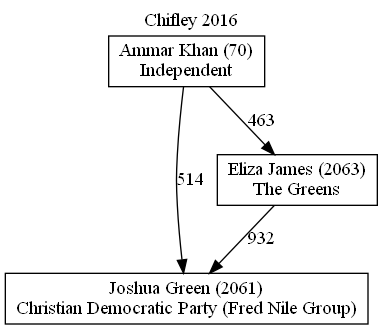 Chifley 2016
Ammar Khan (70)
Independent
463
514
Eliza James (2063)
The Greens
932
Joshua Green (2061)
Christian Democratic Party (Fred Nile Group)